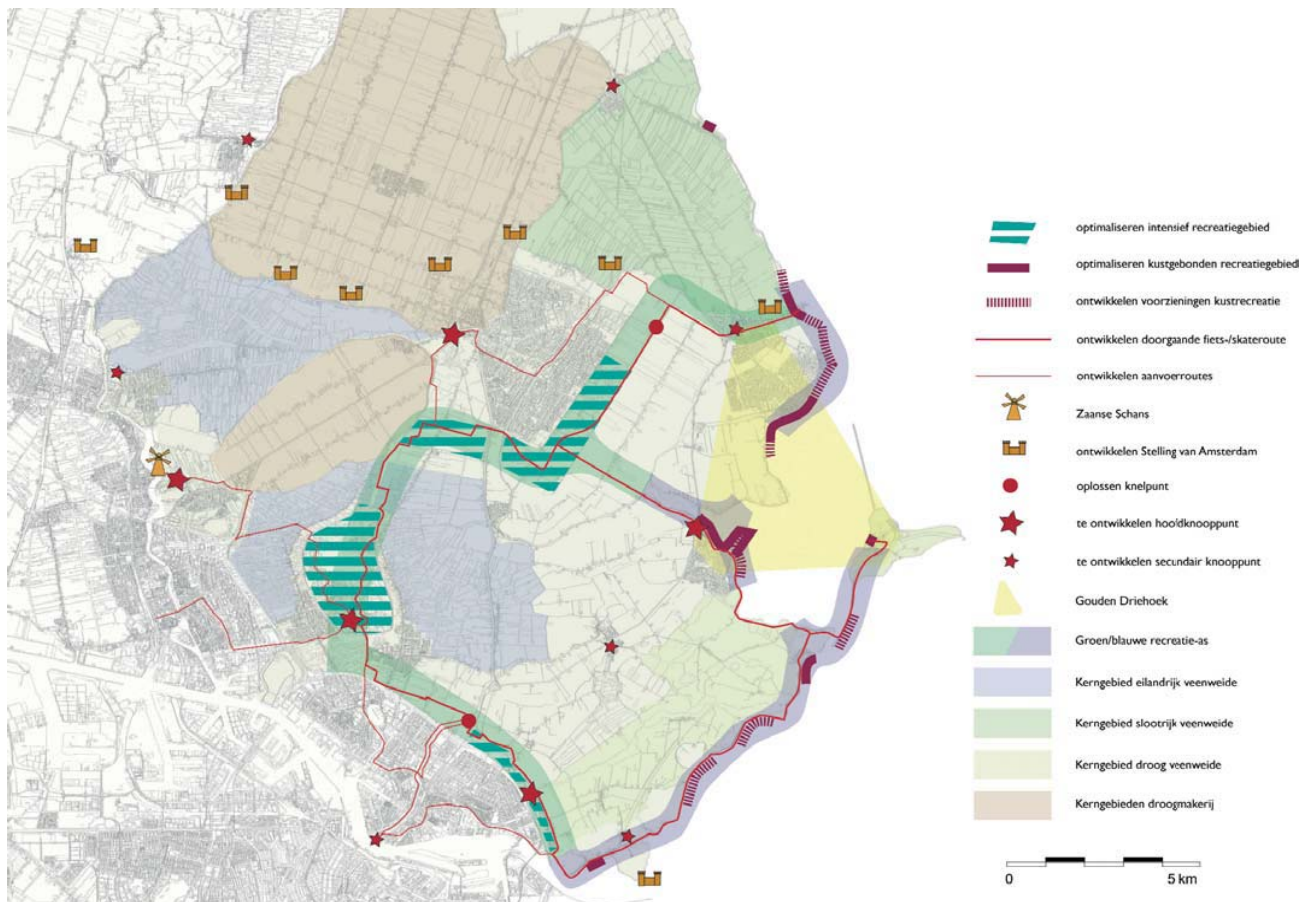 optimaliseren intensief recreatiegebied
optimaliseren kustgebonden recreatiegebiedl
ontwikkelen voorzieningen kustrecreatie
ontwikkelen doorgaande fiets-/skateroute
ontwikkelen aanvoerroutes
Zaanse Schans
ontwikkelen Stelling van Amsterdam
oplossen knelpunt
te ontwikkelen hoofdknooppunt
te ontwikkelen secundair knooppunt
Gouden Driehoek
Groen/blauwe recreatie-as
Kerngebied eilandrijk veenweide
Kerngebied slootrijk veenweide
Kerngebied droog veenweide
Kerngebieden droogmakerij
0 5 km